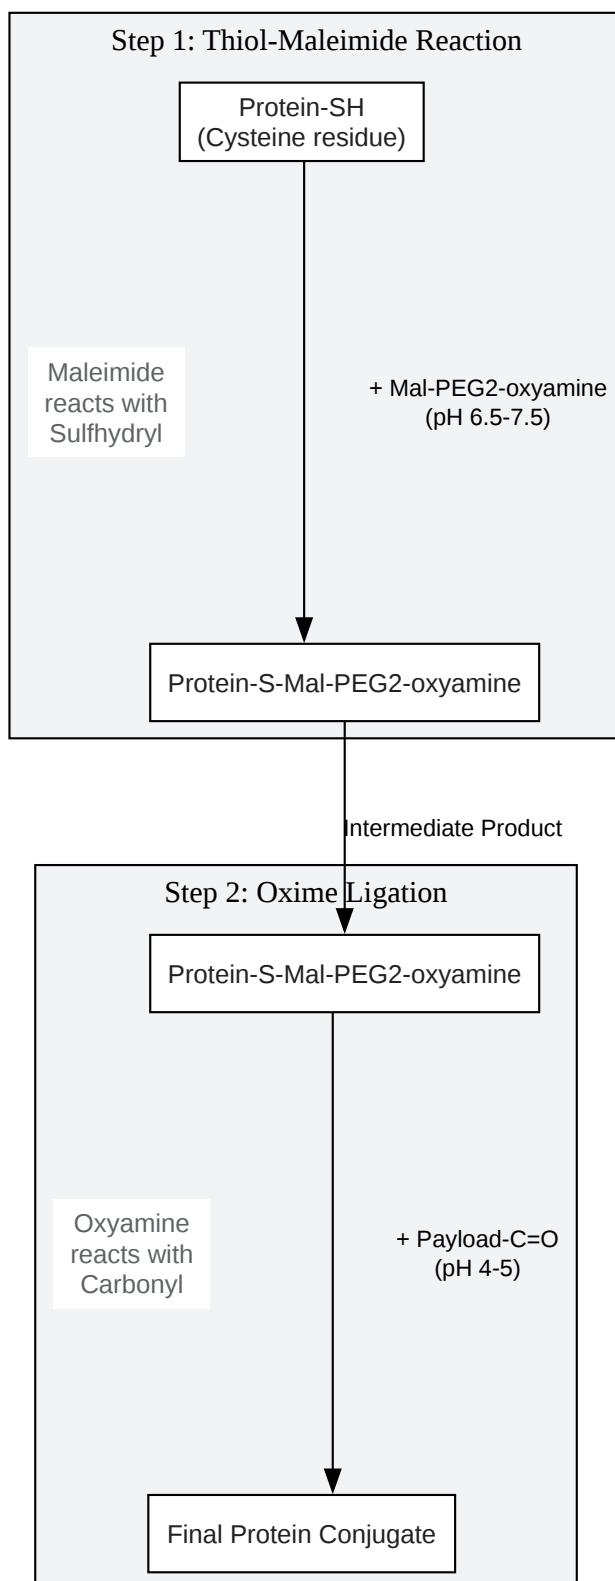 Step 1: Thiol-Maleimide Reaction
Protein-SH
(Cysteine residue)
Maleimide
reacts with
Sulfhydryl
+ Mal-PEG2-oxyamine
(pH 6.5-7.5)
Protein-S-Mal-PEG2-oxyamine
Intermediate Product
Step 2: Oxime Ligation
Protein-S-Mal-PEG2-oxyamine
Oxyamine
reacts with
Carbonyl
+ Payload-C=O
(pH 4-5)
Final Protein Conjugate